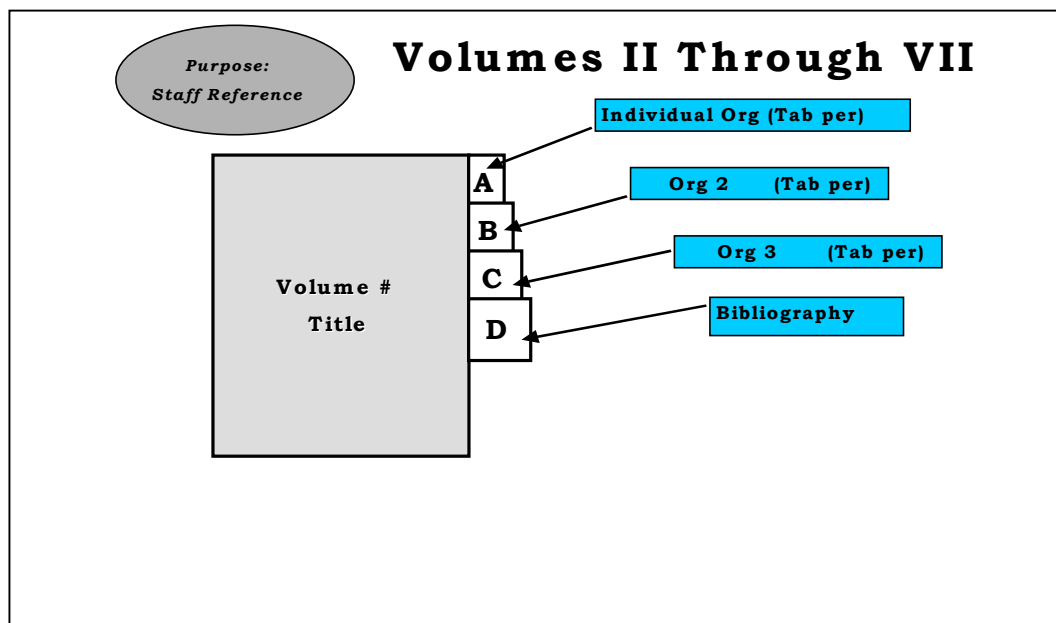 Purpose:
Staff Reference
Volumes II Through VII
Individual Org (Tab per)
A
Org 2 (Tab per)
B
Org 3 (Tab per)
C
Volume #
Title
Bibliography
D